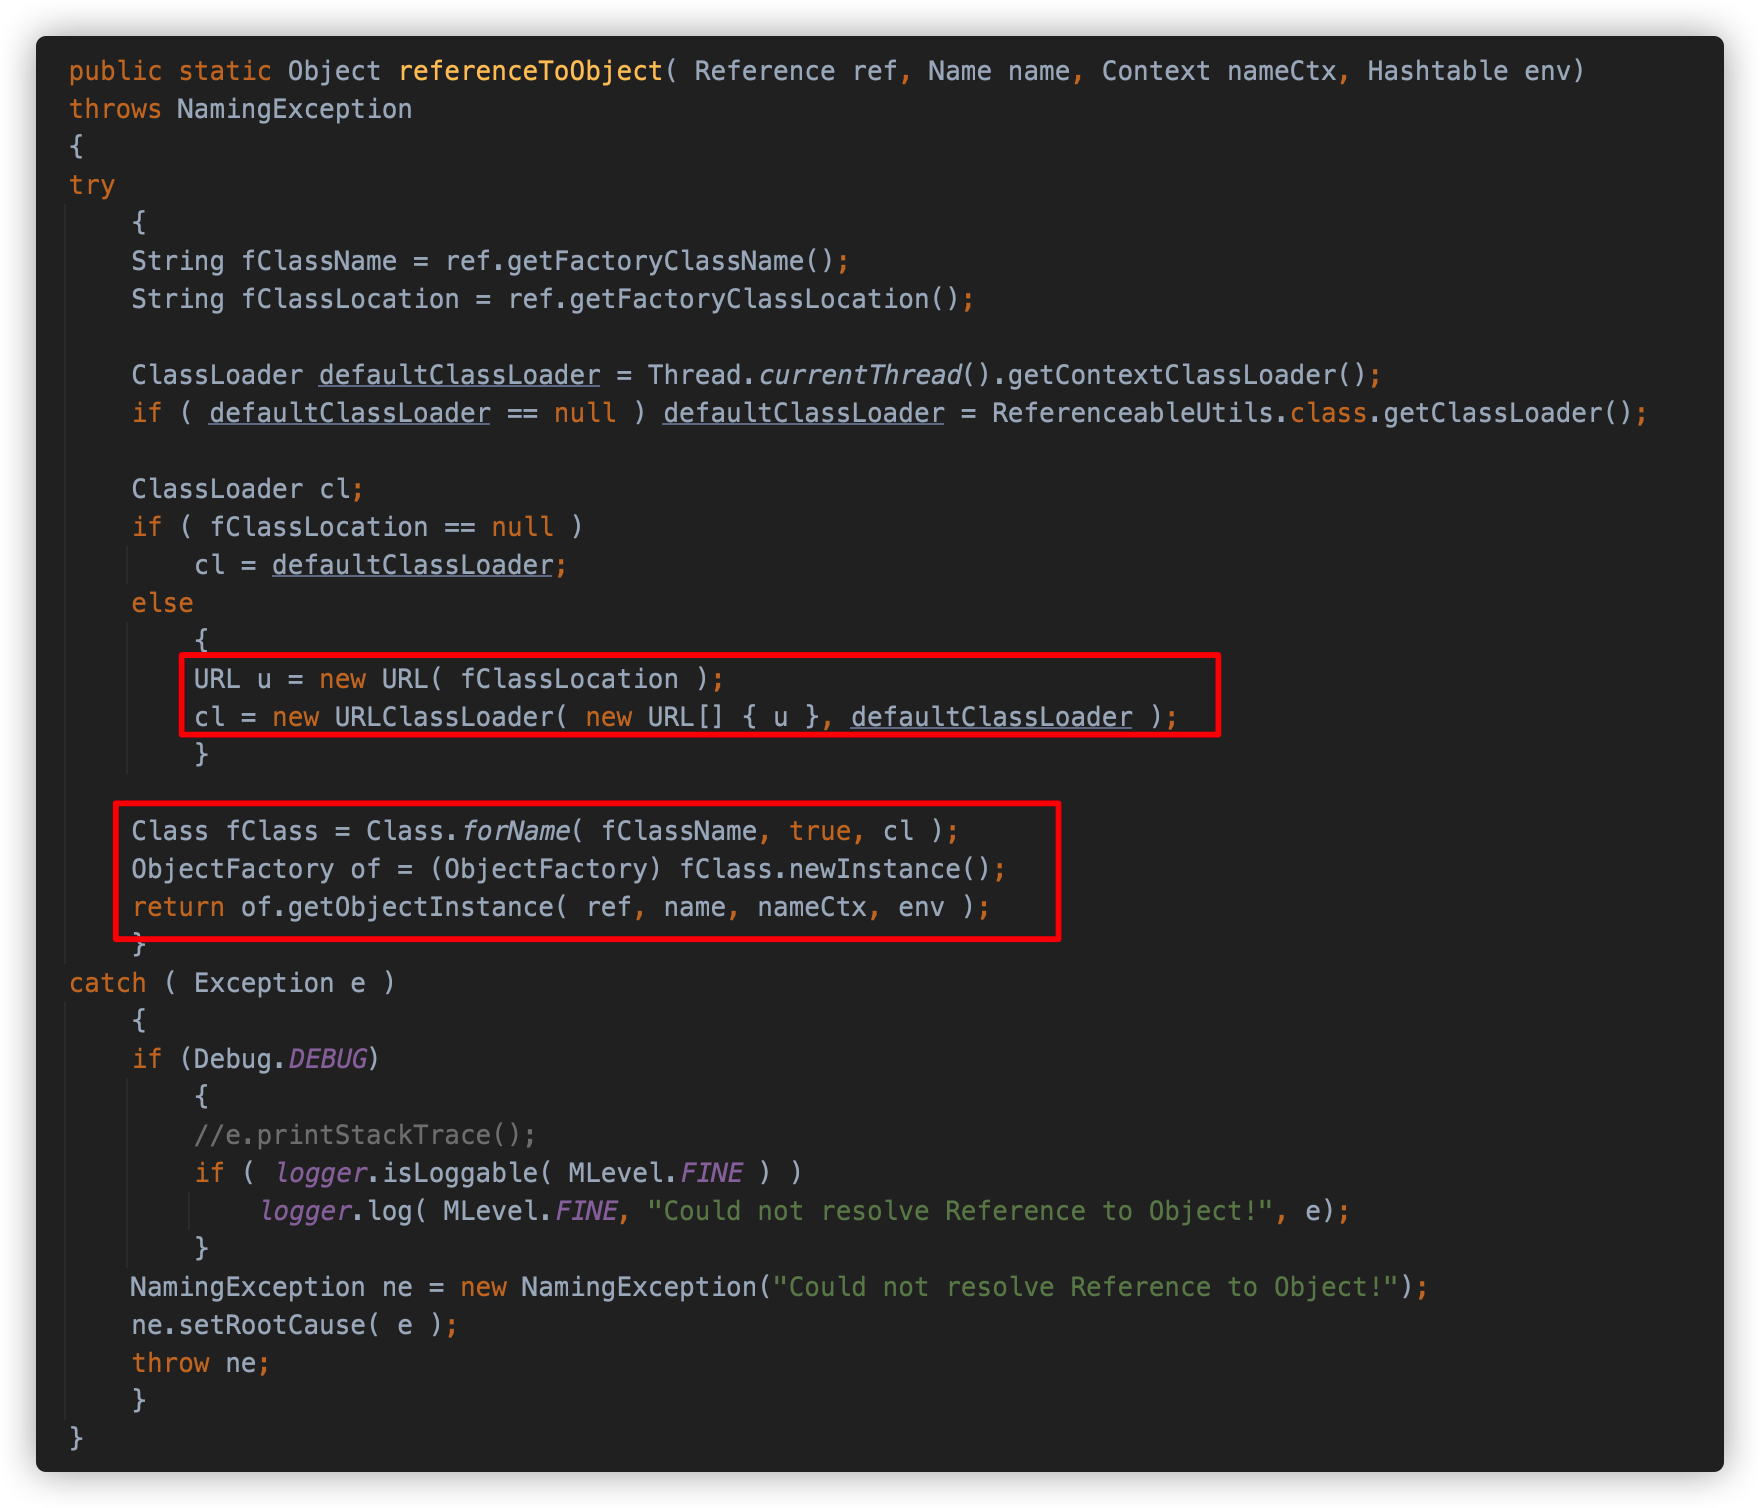 public static Object referenceToObject( Reference ref, Name name, Context nameCtx, Hashtable env)
throws NamingException
{
try
{
String fClassName = ref.getFactoryClassName();
String fClassLocation = ref.getFactoryClassLocation();
ClassLoader defaultClassLoader = Thread.currentThread().getContextClassLoader();
if ( defaultClassLoader == null ) defaultClassLoader = ReferenceableUtils.class.getClassLoader();
ClassLoader cl;
if ( fClassLocation == null )
cl = defaultClassLoader;
else
{
URL u = new URL( fClassLocation );
cl = new URLClassLoader( new URL[] { u }, defaultClassLoader );
}
Class fClass = Class.forName( fClassName, true, cl );
ObjectFactory of = (ObjectFactory) fClass.newInstance();
return of.getObjectInstance( ref, name, nameCtx, env );
}
catch ( Exception e )
{
if (Debug.DEBUG)
{
//e.printStackTrace();
if ( logger.isLoggable( MLevel.FINE ) )
logger.log( MLevel.FINE, "Could not resolve Reference to Object!", e);
}
NamingException ne = new NamingException("Could not resolve Reference to Object!");
ne.setRootCause( e );
throw ne;
}
}